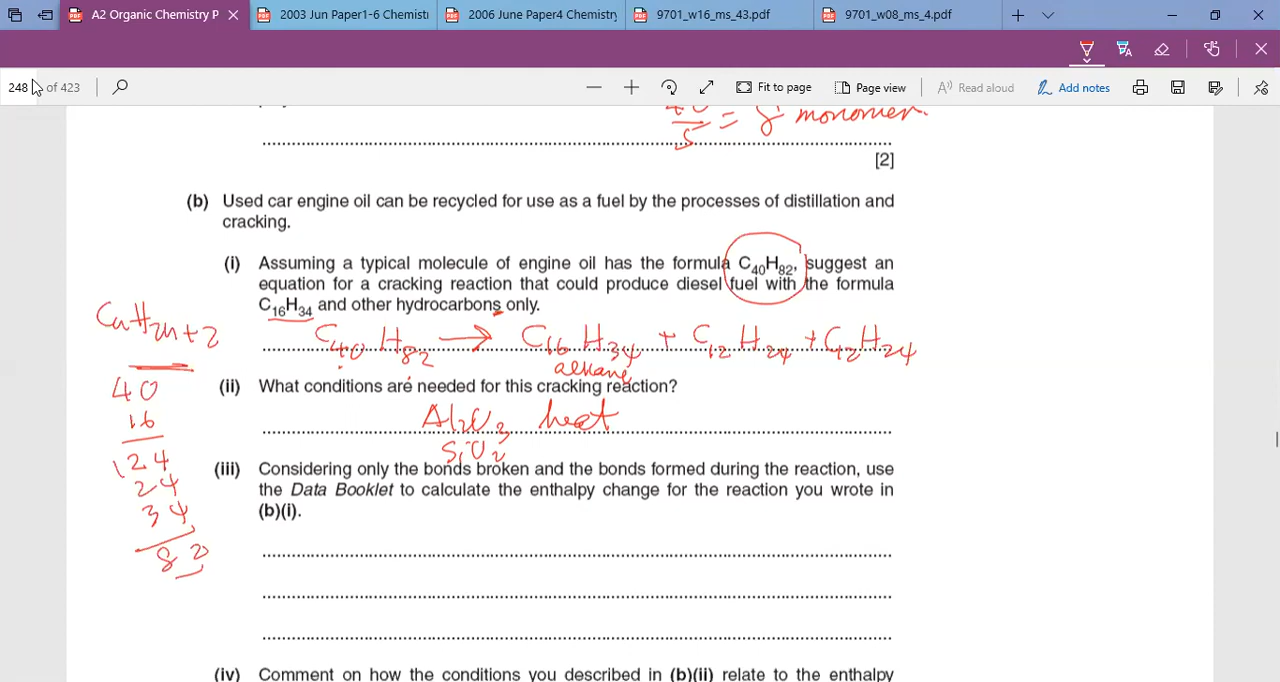 A2 Organic Chemistry P
2003 Jun Paper1-6 Chemistr
2006 June Paper4 Chemistry
9701_w16_ms_43.pdf
9701_w08_ms_4.pdf
248 of 423
Fit to page
Page view
Read aloud
Add notes
40/5 = 8 monomer.
[2]
(b) Used car engine oil can be recycled for use as a fuel by the processes of distillation and
cracking.
(i) Assuming a typical molecule of engine oil has the formula C40H82, suggest an
equation for a cracking reaction that could produce diesel fuel with the formula
C16H34 and other hydrocarbons only.
CnH2n+2
C40H82 → C16H34 + C12H24 + C12H24
alkane
(ii) What conditions are needed for this cracking reaction?
40
16
Al2O3 heat
SiO2
124
24
34
82
(iii) Considering only the bonds broken and the bonds formed during the reaction, use
the Data Booklet to calculate the enthalpy change for the reaction you wrote in
(b)(i).
(iv) Comment on how the conditions you described in (b)(ii) relate to the enthalpy